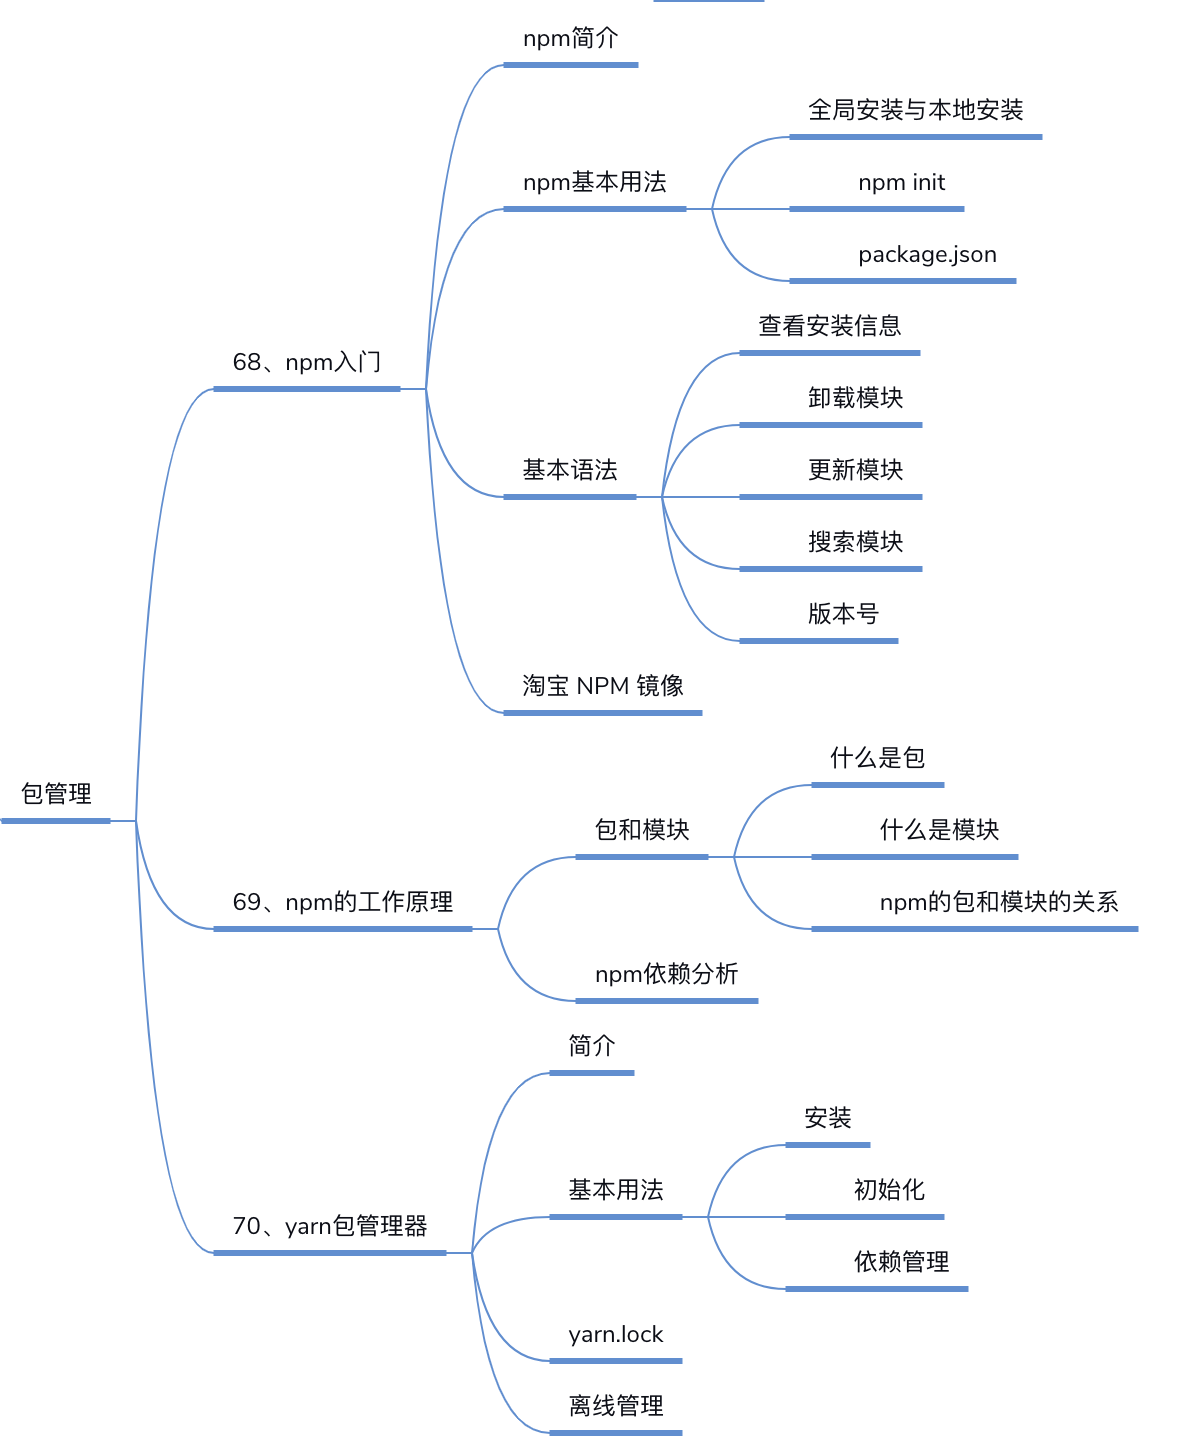 npm简介
全局安装与本地安装
npm基本用法
npm init
package.json
查看安装信息
68、npm入门
卸载模块
基本语法
更新模块
搜索模块
版本号
淘宝 NPM 镜像
什么是包
包管理
包和模块
什么是模块
69、npm的工作原理
npm的包和模块的关系
npm依赖分析
简介
安装
基本用法
初始化
70、yarn包管理器
依赖管理
yarn.lock
离线管理